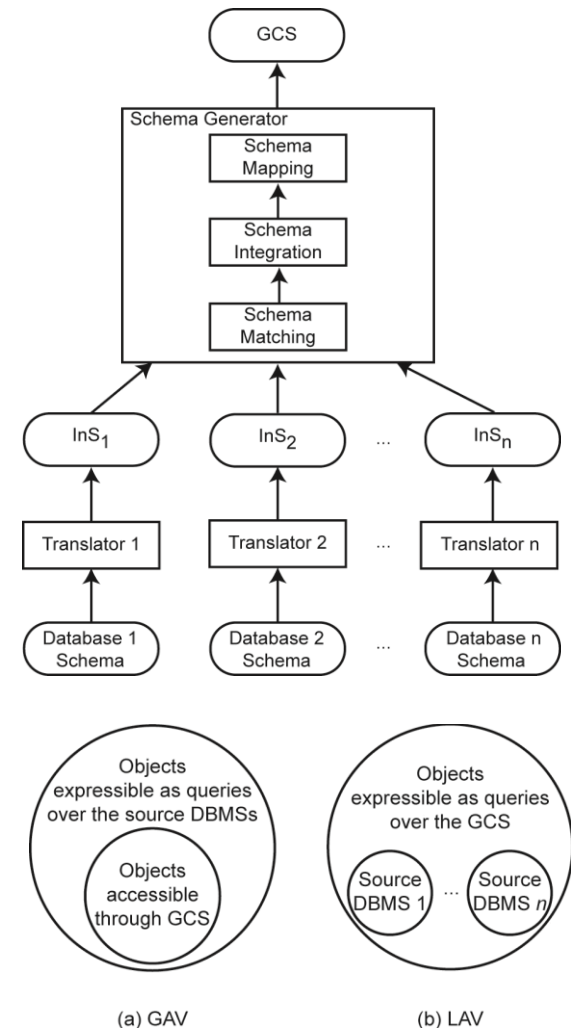 GCS
Schema Generator
Schema
Mapping
Schema
Integration
Schema
Matching
InS1
InS2
...
InSn
Translator 1
Translator 2
...
Translator n
Database 1
Schema
Database 2
Schema
...
Database n
Schema
Objects
expressible as queries
over the source DBMSs
Objects
accessible
through GCS
(a) GAV
Objects
expressible as queries
over the GCS
Source
DBMS 1
...
Source
DBMS n
(b) LAV